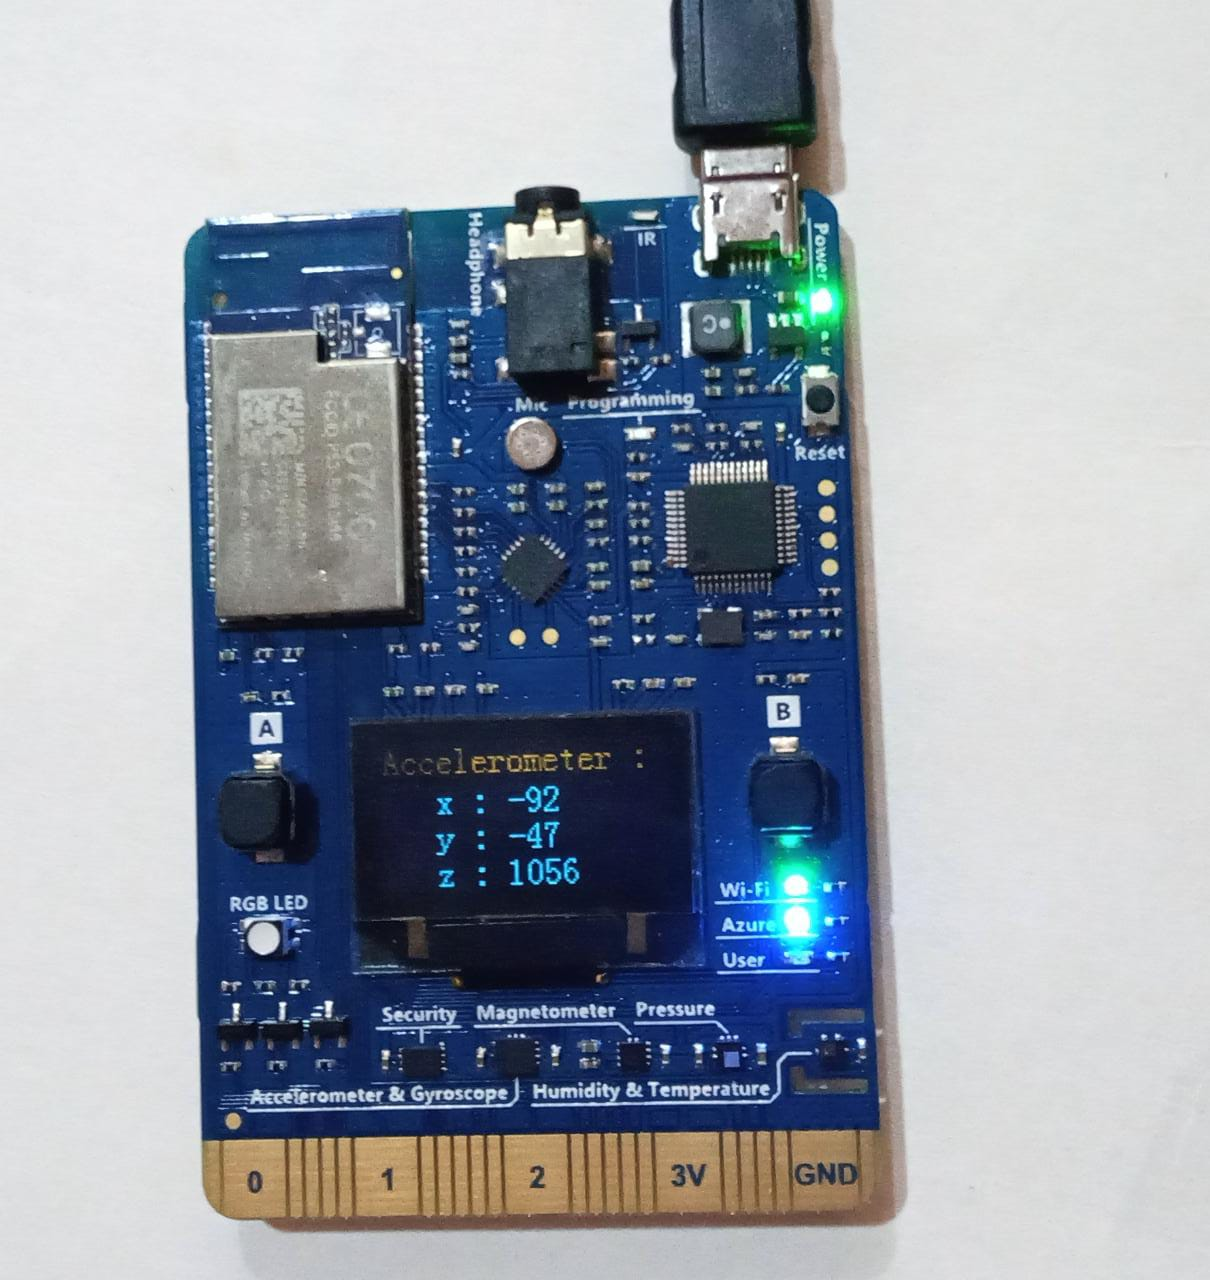 Headphone
IR
Power
Mic
Programming
Reset
A
B
Accelerometer :
x : -92
y : -47
z : 1056
RGB LED
Wi-Fi
Azure
User
Security
Magnetometer
Pressure
Accelerometer & Gyroscope
Humidity & Temperature
0
1
2
3V
GND